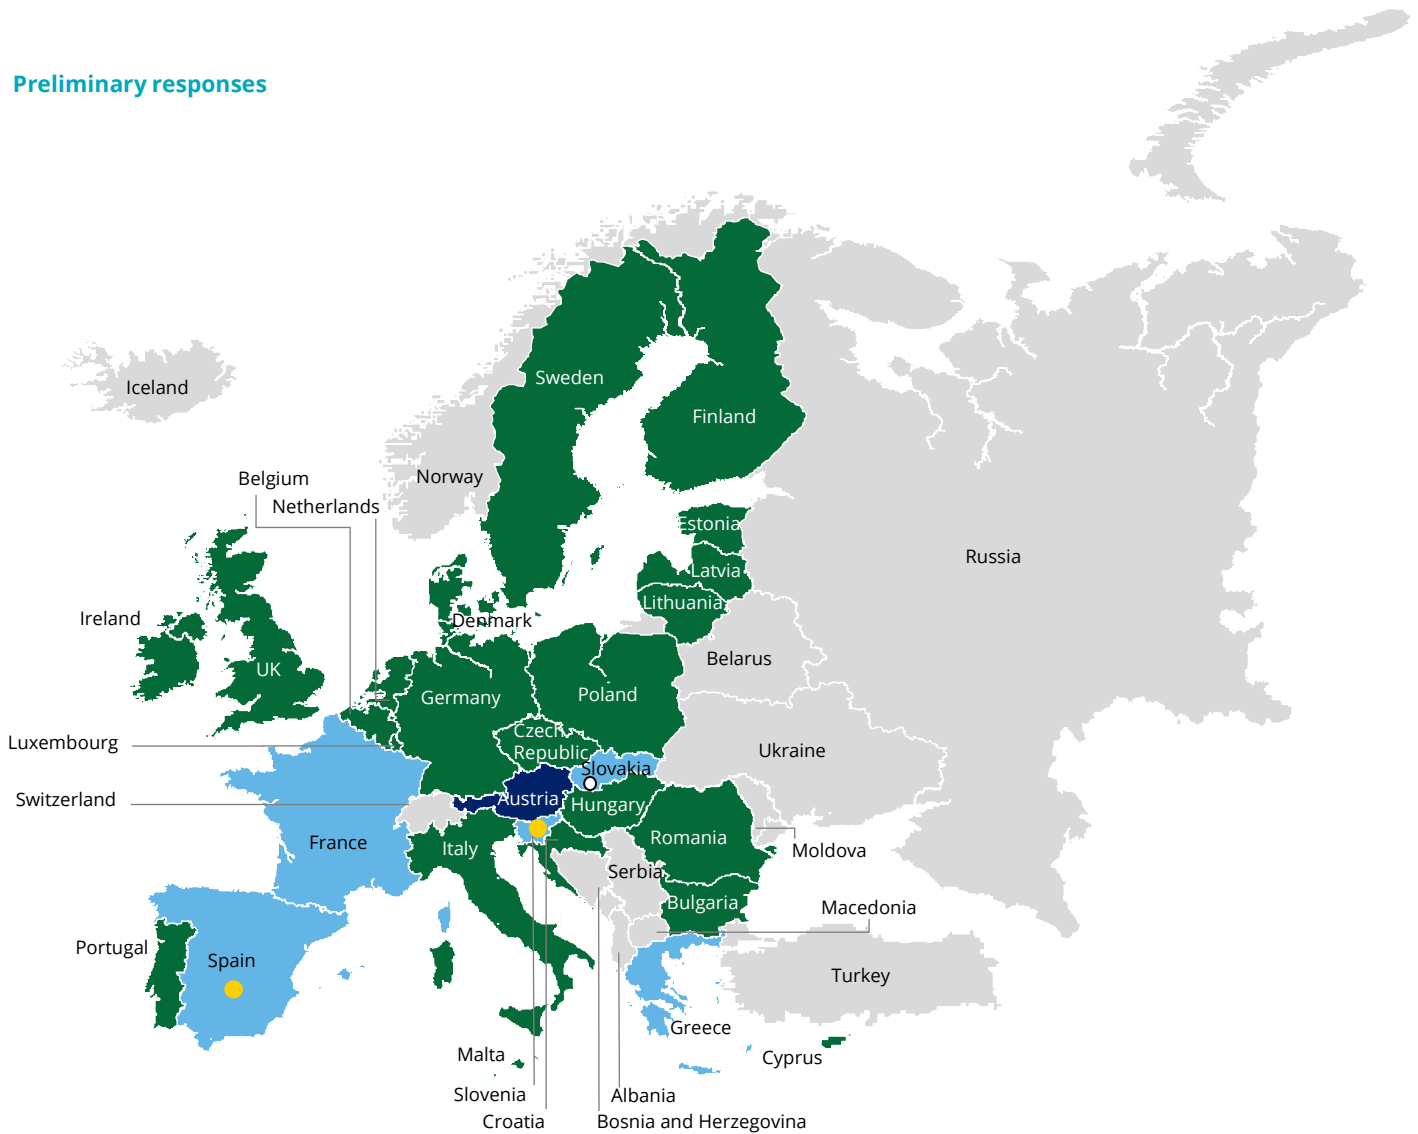 Preliminary responses
Iceland
Sweden
Finland
Norway
Belgium
Netherlands
Estonia
Russia
Latvia
Lithuania
Ireland
Denmark
Belarus
UK
Germany
Poland
Czech
Republic
Luxembourg
Ukraine
Slovakia
Switzerland
Austria
Hungary
France
Italy
Romania
Moldova
Serbia
Bulgaria
Macedonia
Portugal
Spain
Turkey
Greece
Malta
Cyprus
Slovenia
Albania
Croatia
Bosnia and Herzegovina